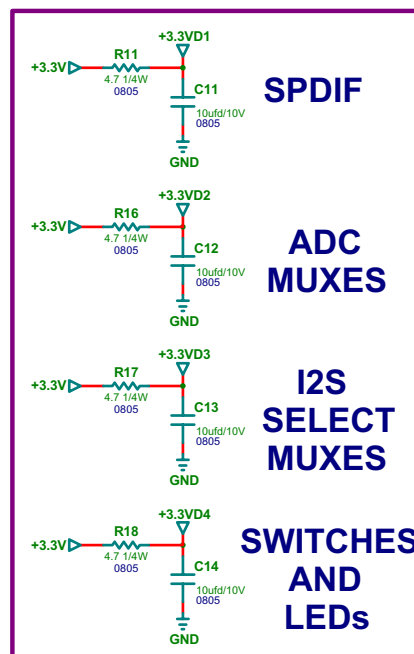 +3.3VD1
R11
+3.3V
4.7 1/4W
0805
C11
10ufd/10V
0805
GND
SPDIF
+3.3VD2
R16
+3.3V
4.7 1/4W
0805
C12
10ufd/10V
0805
GND
ADC
MUXES
+3.3VD3
R17
+3.3V
4.7 1/4W
0805
C13
10ufd/10V
0805
GND
I2S
SELECT
MUXES
+3.3VD4
R18
+3.3V
4.7 1/4W
0805
C14
10ufd/10V
0805
GND
SWITCHES
AND
LEDs